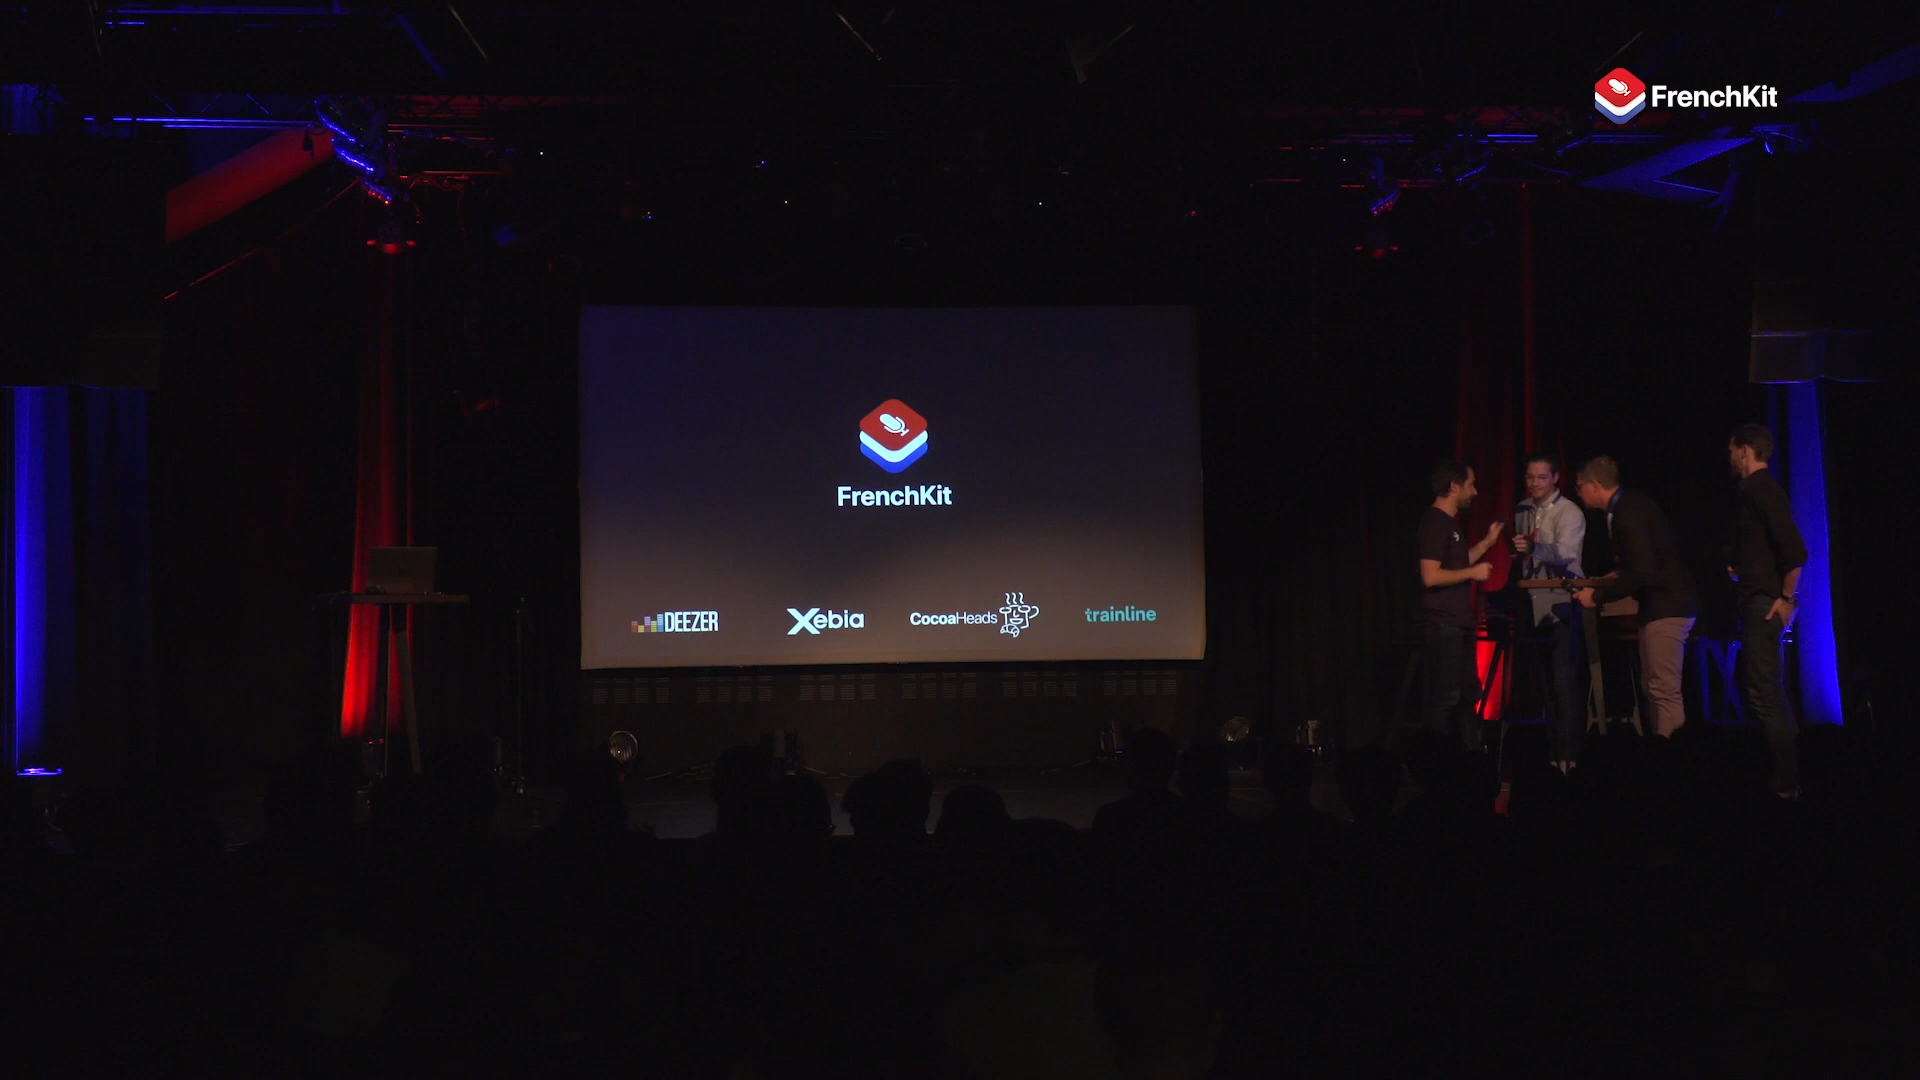 FrenchKit
FrenchKit
DEEZER
Xebia
CocoaHeads
trainline